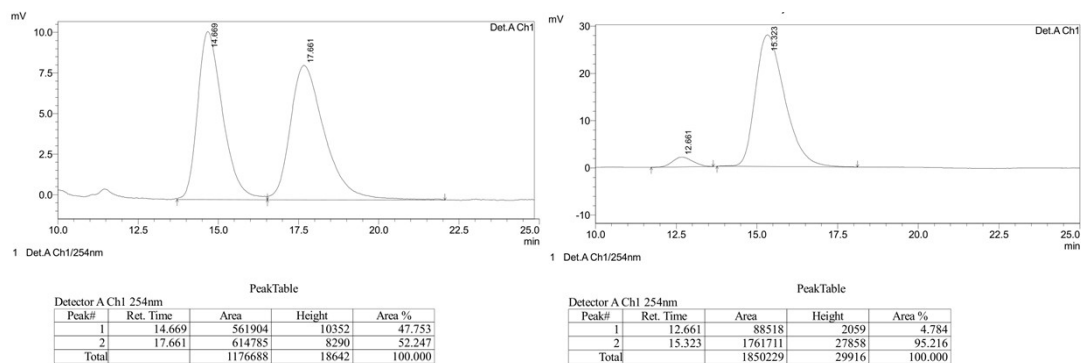 mV
Det.A Ch1
10.0
7.5
5.0
2.5
0.0
14.669
17.661
10.0 12.5 15.0 17.5 20.0 22.5 25.0
min
1 Det.A Ch1/254nm
PeakTable
Detector A Ch1 254nm
Peak# Ret. Time Area Height Area %
1 14.669 561904 10352 47.753
2 17.661 614785 8290 52.247
Total 1176688 18642 100.000
mV
Det.A Ch1
30
20
10
0
-10
12.661
15.323
10.0 12.5 15.0 17.5 20.0 22.5 25.0
min
1 Det.A Ch1/254nm
PeakTable
Detector A Ch1 254nm
Peak# Ret. Time Area Height Area %
1 12.661 88518 2059 4.784
2 15.323 1761711 27858 95.216
Total 1850229 29916 100.000